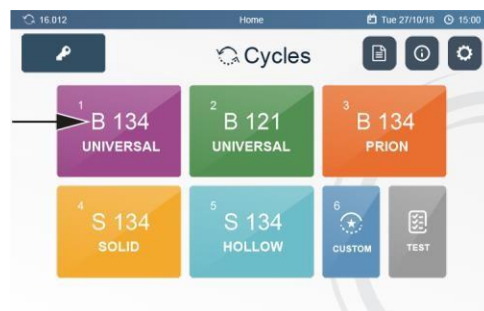 16.012 Home Tue 27/10/18 15:00
Cycles
1 2 3
B 134 B 121 B 134
UNIVERSAL UNIVERSAL PRION
4 5 6
S 134 S 134
SOLID HOLLOW CUSTOM TEST